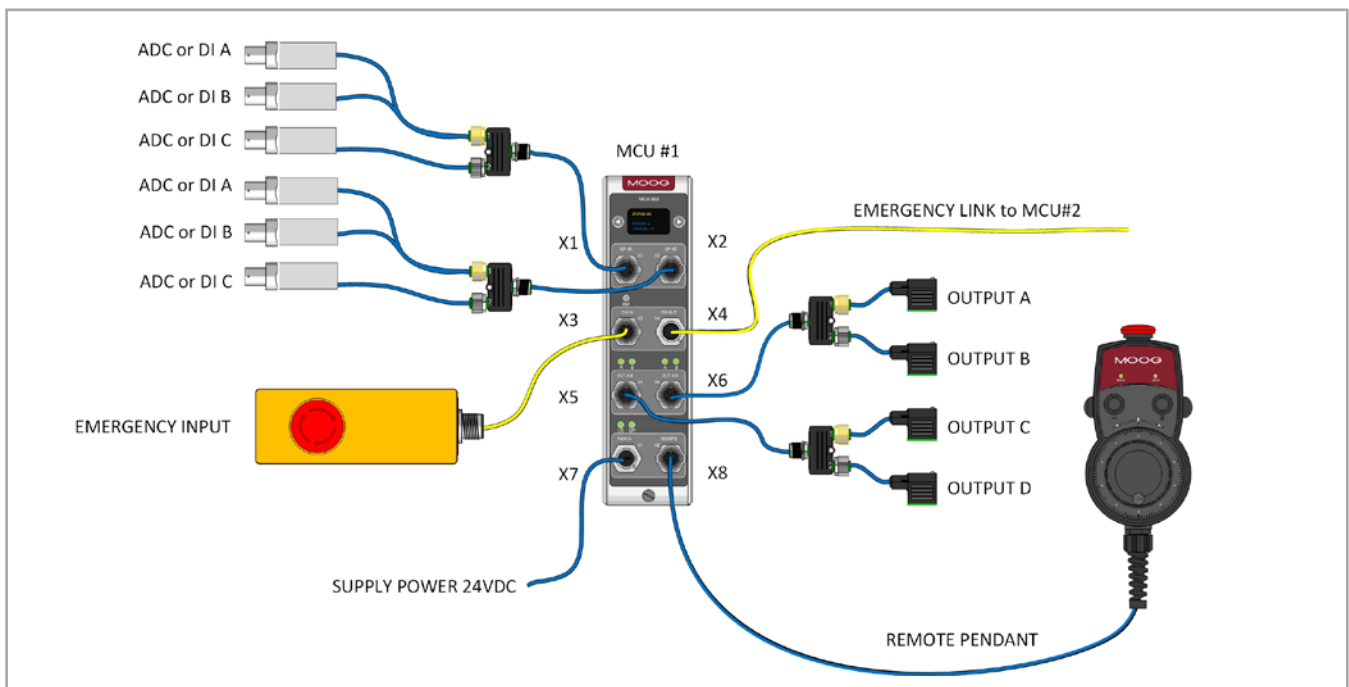 ADC or DI A
ADC or DI B
ADC or DI C
ADC or DI A
ADC or DI B
ADC or DI C
MCU #1
MOOG
X1
X2
EMERGENCY LINK to MCU#2
X3
X4
OUTPUT A
OUTPUT B
MOOG
X5
X6
EMERGENCY INPUT
OUTPUT C
X7
X8
OUTPUT D
SUPPLY POWER 24VDC
REMOTE PENDANT
REMOTE